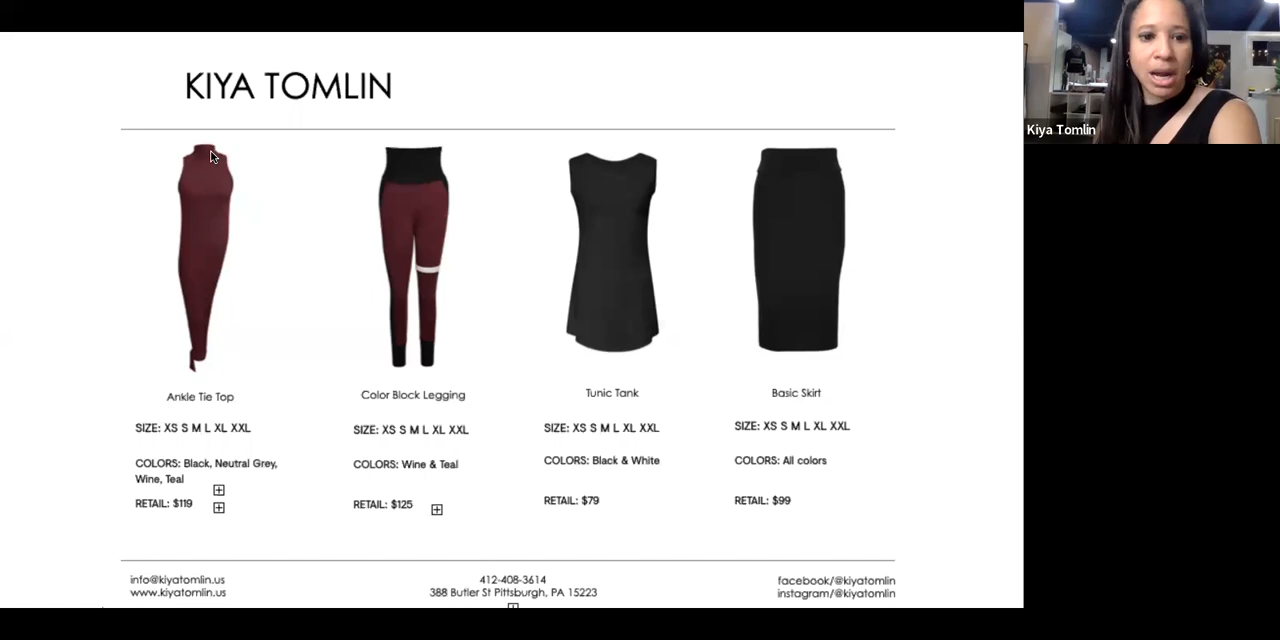 KIYA TOMLIN
Kiya Tomlin
Ankle Tie Top
SIZE: XS S M L XL XXL
COLORS: Black, Neutral Grey,
Wine, Teal
RETAIL: $119
Color Block Legging
SIZE: XS S M L XL XXL
COLORS: Wine & Teal
RETAIL: $125
Tunic Tank
SIZE: XS S M L XL XXL
COLORS: Black & White
RETAIL: $79
Basic Skirt
SIZE: XS S M L XL XXL
COLORS: All colors
RETAIL: $99
info@kiyatomlin.us
www.kiyatomlin.us
412-408-3614
388 Butler St Pittsburgh, PA 15223
facebook/@kiyatomlin
instagram/@kiyatomlin